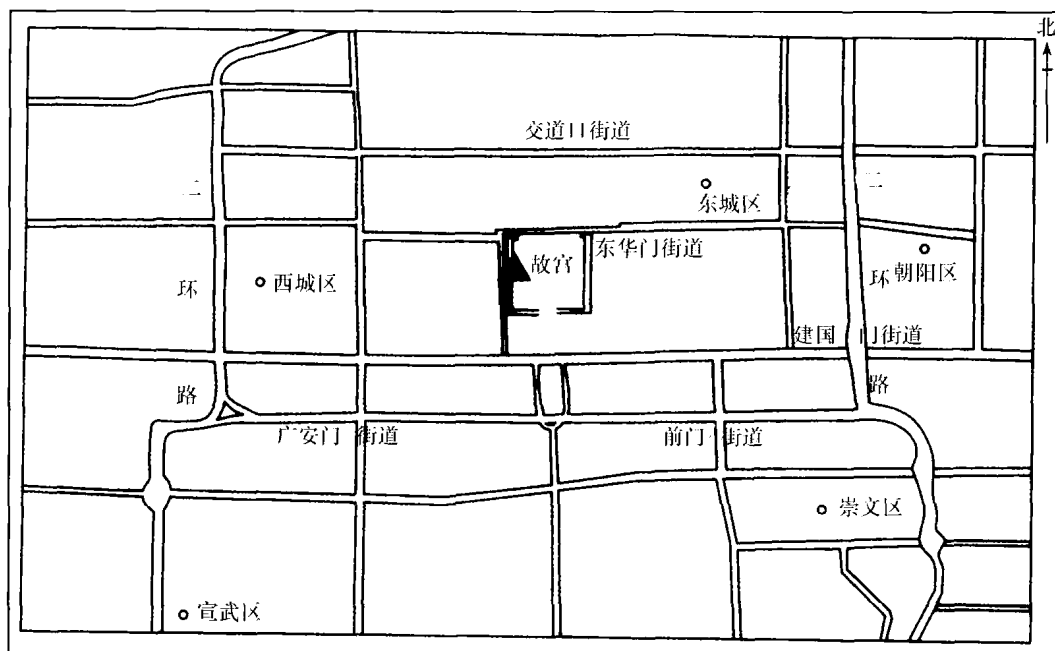 北
交道口街道
二
二
东城区
东华门街道
故宫
西城区
环
环
朝阳区
建国门街道
路
路
广安门街道
前门街道
崇文区
宣武区